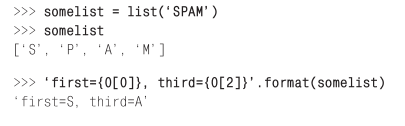 >>> somelist = list(‘SPAM’)
>>> somelist
[‘S’, ‘P’, ‘A’, ‘M’]
>>> ‘first={0[0]}, third={0[2]}’.format(somelist)
‘first=S, third=A’